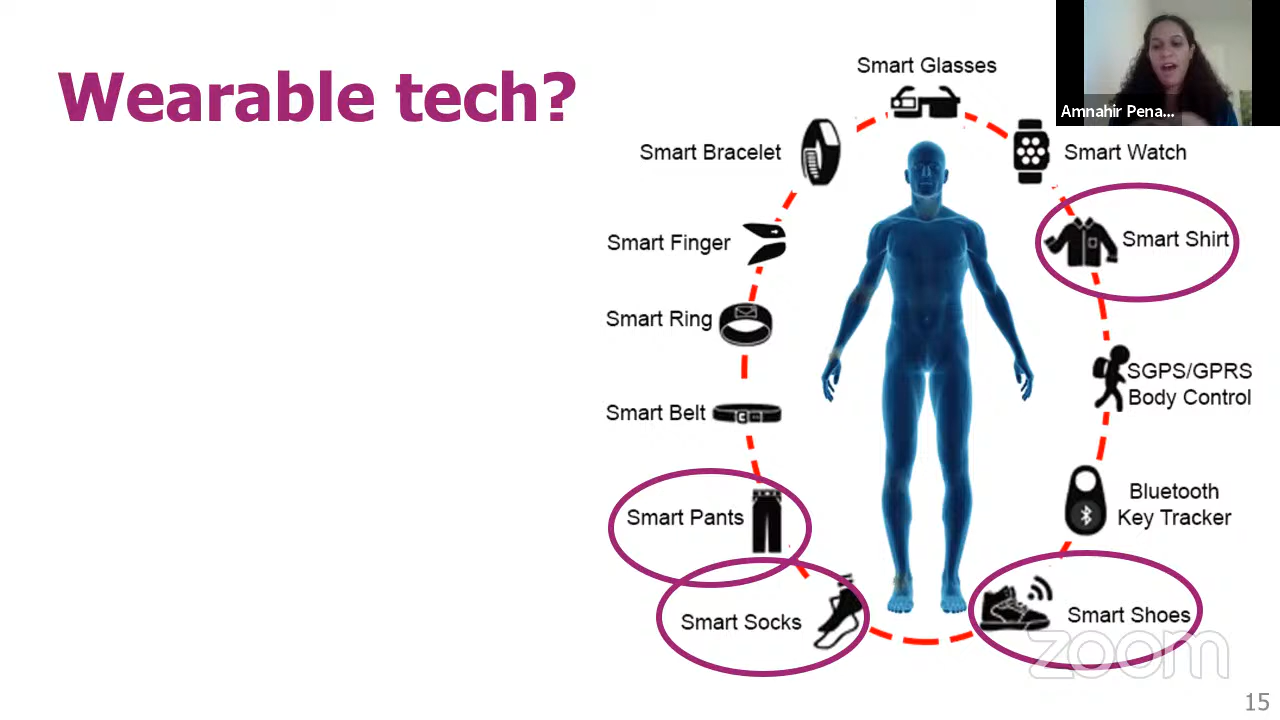 Wearable tech?
Smart Glasses
Amnahir Pena...
Smart Bracelet
Smart Watch
Smart Finger
Smart Shirt
Smart Ring
SGPS/GPRS
Body Control
Smart Belt
Smart Pants
Bluetooth
Key Tracker
Smart Socks
Smart Shoes
zoom
15